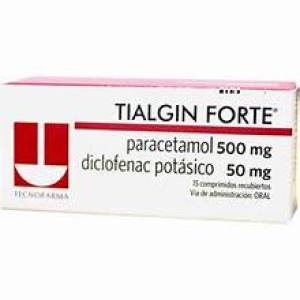 TIALGIN FORTE®
paracetamol 500 mg
diclofenac potásico 50 mg
15 comprimidos recubiertos
Vía de administración: ORAL
TECNOFARMA